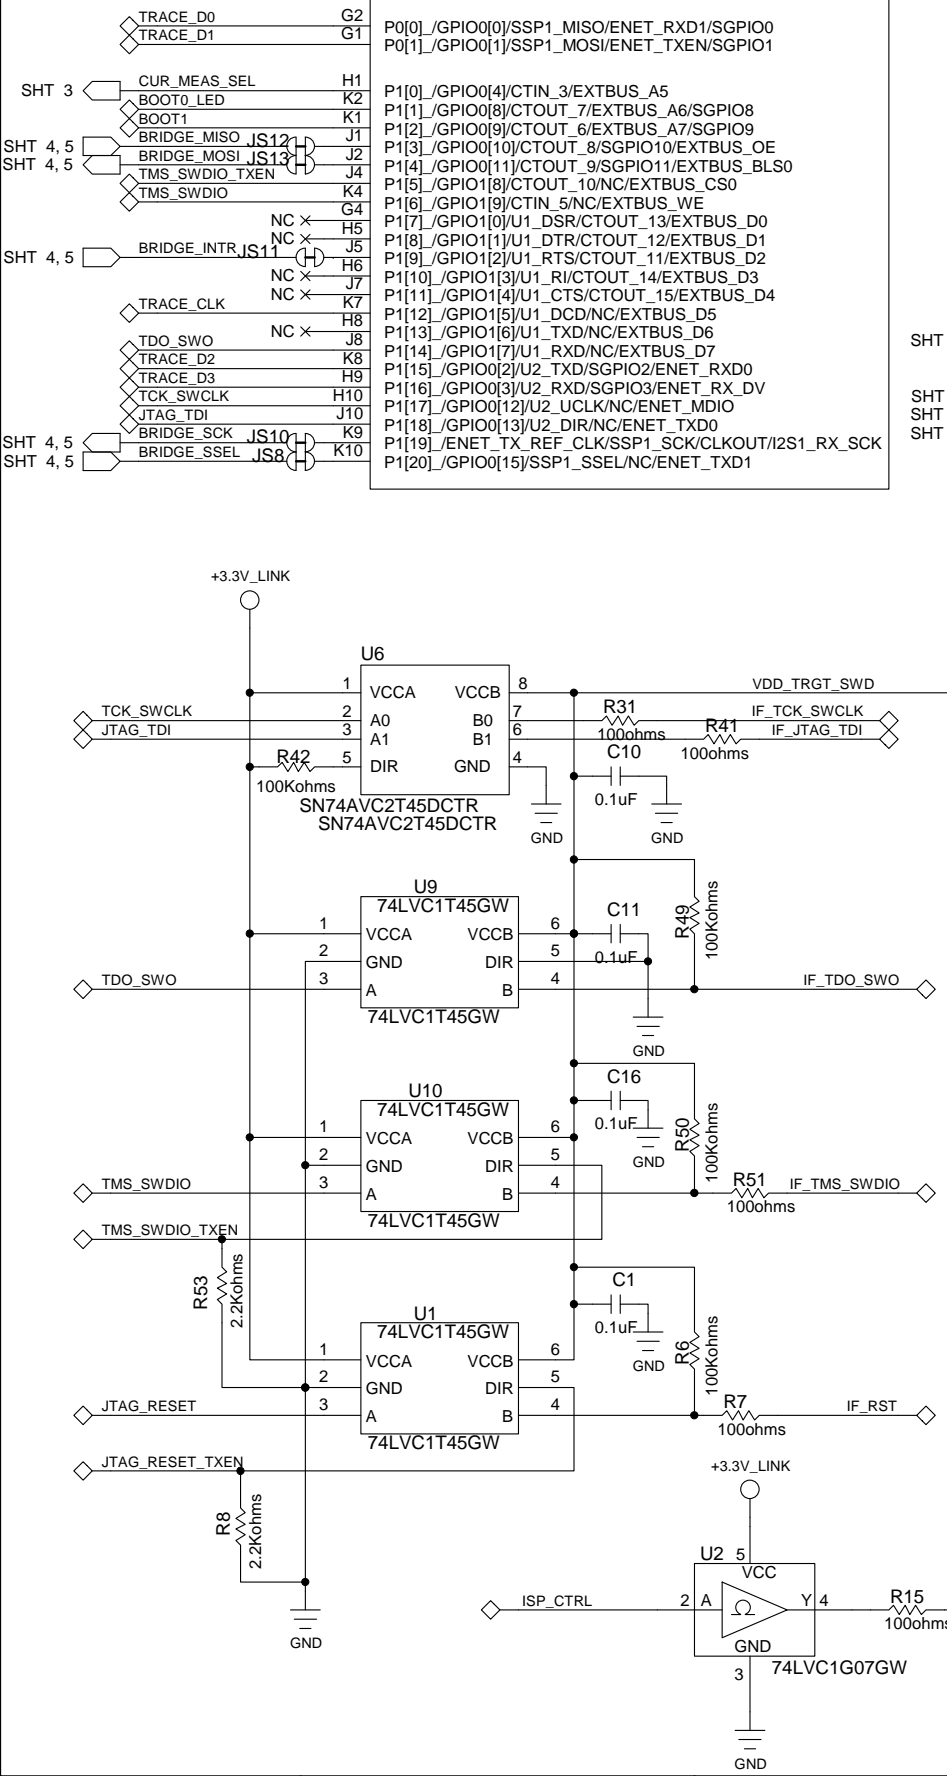 TRACE_D0 G2 P0[0]_/GPIO0[0]/SSP1_MISO/ENET_RXD1/SGPIO0
TRACE_D1 G1 P0[1]_/GPIO0[1]/SSP1_MOSI/ENET_TXEN/SGPIO1
SHT 3 CUR_MEAS_SEL H1 P1[0]_/GPIO0[4]/CTIN_3/EXTBUS_A5
BOOT0_LED K2 P1[1]_/GPIO0[8]/CTOUT_7/EXTBUS_A6/SGPIO8
BOOT1 K1 P1[2]_/GPIO0[9]/CTOUT_6/EXTBUS_A7/SGPIO9
SHT 4, 5 BRIDGE_MISO JS12 J1 P1[3]_/GPIO0[10]/CTOUT_8/SGPIO10/EXTBUS_OE
SHT 4, 5 BRIDGE_MOSI JS13 J2 P1[4]_/GPIO0[11]/CTOUT_9/SGPIO11/EXTBUS_BLS0
TMS_SWDIO_TXEN J4 P1[5]_/GPIO1[8]/CTOUT_10/NC/EXTBUS_CS0
TMS_SWDIO K4 P1[6]_/GPIO1[9]/CTIN_5/NC/EXTBUS_WE
NC G4 P1[7]_/GPIO1[0]/U1_DSR/CTOUT_13/EXTBUS_D0
NC H5 P1[8]_/GPIO1[1]/U1_DTR/CTOUT_12/EXTBUS_D1
SHT 4, 5 BRIDGE_INTR JS11 J5 P1[9]_/GPIO1[2]/U1_RTS/CTOUT_11/EXTBUS_D2
NC H6 P1[10]_/GPIO1[3]/U1_RI/CTOUT_14/EXTBUS_D3
NC J7 P1[11]_/GPIO1[4]/U1_CTS/CTOUT_15/EXTBUS_D4
TRACE_CLK K7 P1[12]_/GPIO1[5]/U1_DCD/NC/EXTBUS_D5
NC H8 P1[13]_/GPIO1[6]/U1_TXD/NC/EXTBUS_D6
TDO_SWO J8 P1[14]_/GPIO1[7]/U1_RXD/NC/EXTBUS_D7 SHT
TRACE_D2 K8 P1[15]_/GPIO0[2]/U2_TXD/SGPIO2/ENET_RXD0
TRACE_D3 H9 P1[16]_/GPIO0[3]/U2_RXD/SGPIO3/ENET_RX_DV SHT
TCK_SWCLK H10 P1[17]_/GPIO0[12]/U2_UCLK/NC/ENET_MDIO SHT
JTAG_TDI J10 P1[18]_/GPIO0[13]/U2_DIR/NC/ENET_TXD0 SHT
SHT 4, 5 BRIDGE_SCK JS10 K9 P1[19]_/ENET_TX_REF_CLK/SSP1_SCK/CLKOUT/I2S1_RX_SCK
SHT 4, 5 BRIDGE_SSEL JS8 K10 P1[20]_/GPIO0[15]/SSP1_SSEL/NC/ENET_TXD1
+3.3V_LINK
U6
1 VCCA VCCB 8 VDD_TRGT_SWD
TCK_SWCLK 2 A0 B0 7 R31 100ohms IF_TCK_SWCLK
JTAG_TDI 3 A1 B1 6 R41 100ohms IF_JTAG_TDI
R42 100Kohms 5 DIR GND 4 C10 0.1uF
SN74AVC2T45DCTR
SN74AVC2T45DCTR
GND GND
U9
74LVC1T45GW
1 VCCA VCCB 6 C11 0.1uF R49 100Kohms
2 GND DIR 5
TDO_SWO 3 A B 4 IF_TDO_SWO
74LVC1T45GW
GND
U10
74LVC1T45GW
C16 0.1uF
1 VCCA VCCB 6 R50 100Kohms
2 GND DIR 5 GND
TMS_SWDIO 3 A B 4 R51 100ohms IF_TMS_SWDIO
74LVC1T45GW
TMS_SWDIO_TXEN
R53 2.2Kohms
U1
74LVC1T45GW
C1 0.1uF
1 VCCA VCCB 6 GND R6 100Kohms
2 GND DIR 5
JTAG_RESET 3 A B 4 R7 100ohms IF_RST
74LVC1T45GW
JTAG_RESET_TXEN
R8 2.2Kohms
GND
+3.3V_LINK
U2 5
VCC
ISP_CTRL 2 A Ω Y 4 R15
100ohms
GND
3 74LVC1G07GW
GND